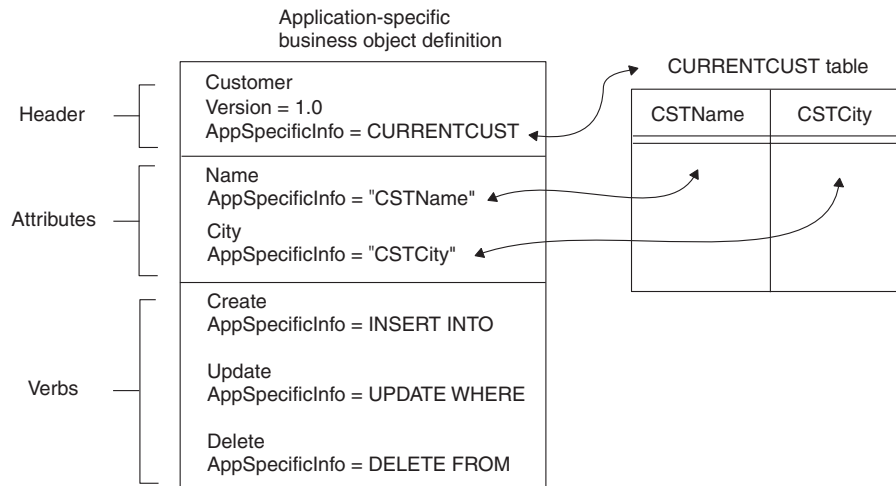 Application-specific
business object definition
Header
Customer
Version = 1.0
AppSpecificInfo = CURRENTCUST
Attributes
Name
AppSpecificInfo = "CSTName"
City
AppSpecificInfo = "CSTCity"
Verbs
Create
AppSpecificInfo = INSERT INTO
Update
AppSpecificInfo = UPDATE WHERE
Delete
AppSpecificInfo = DELETE FROM
CURRENTCUST table
CSTName
CSTCity